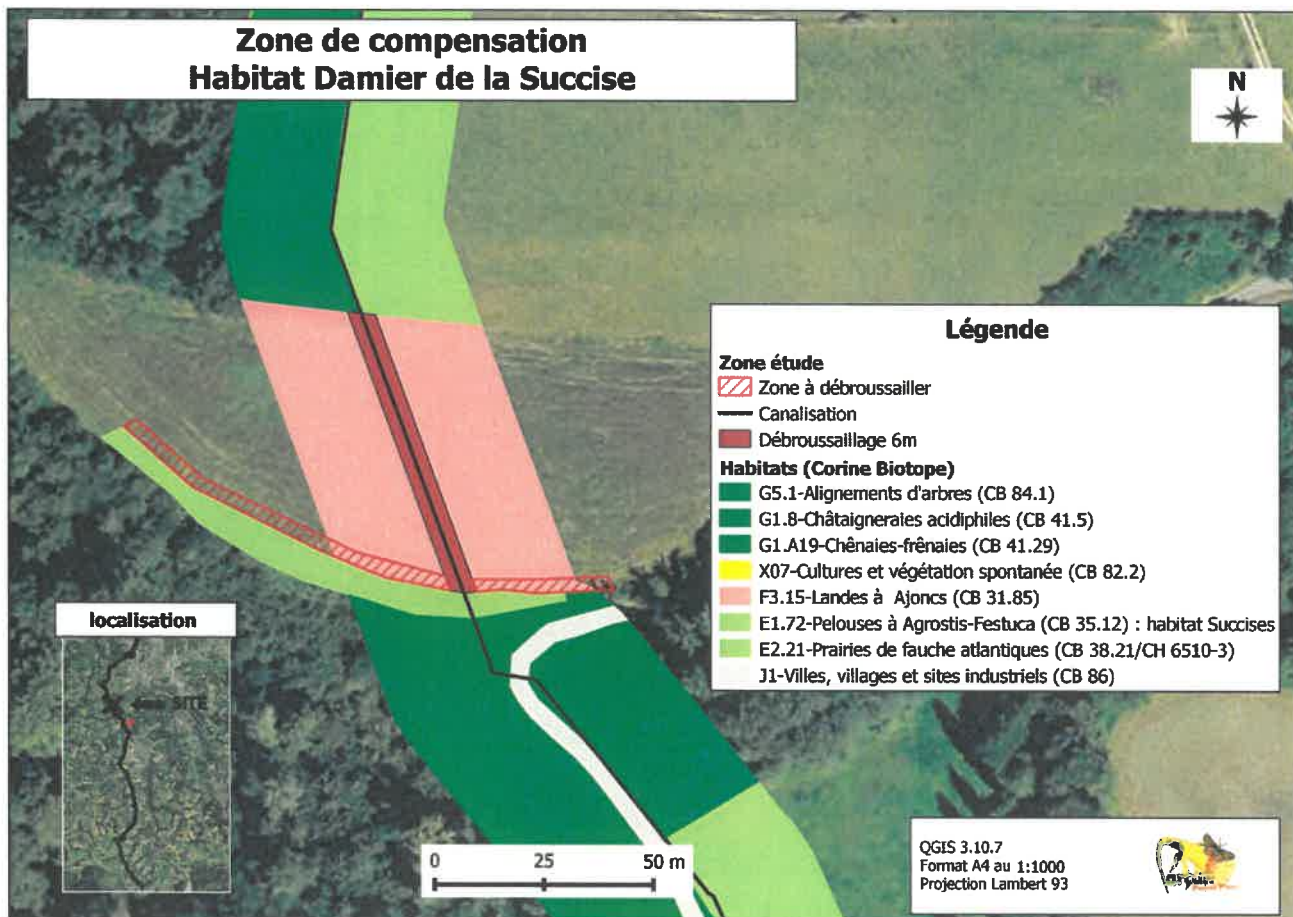 Zone de compensation
Habitat Damier de la Succise
N
Légende
Zone étude
Zone à débroussailler
Canalisation
Débroussaillage 6m
Habitats (Corine Biotope)
G5.1-Alignements d'arbres (CB 84.1)
G1.8-Châtaigneraies acidiphiles (CB 41.5)
G1.A19-Chênaies-frênaies (CB 41.29)
X07-Cultures et végétation spontanée (CB 82.2)
F3.15-Landes à Ajoncs (CB 31.85)
E1.72-Pelouses à Agrostis-Festuca (CB 35.12) : habitat Succises
E2.21-Prairies de fauche atlantiques (CB 38.21/CH 6510-3)
J1-Villes, villages et sites industriels (CB 86)
localisation
SITE
0 25 50 m
QGIS 3.10.7
Format A4 au 1:1000
Projection Lambert 93